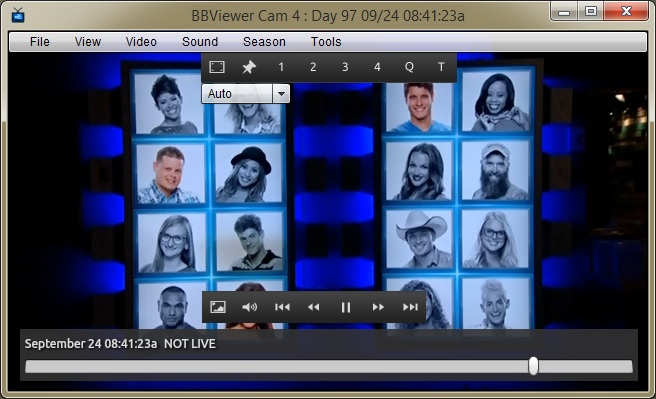 BBViewer Cam 4 : Day 97 09/24 08:41:23a
File View Video Sound Season Tools
1 2 3 4 Q T
Auto
September 24 08:41:23a NOT LIVE